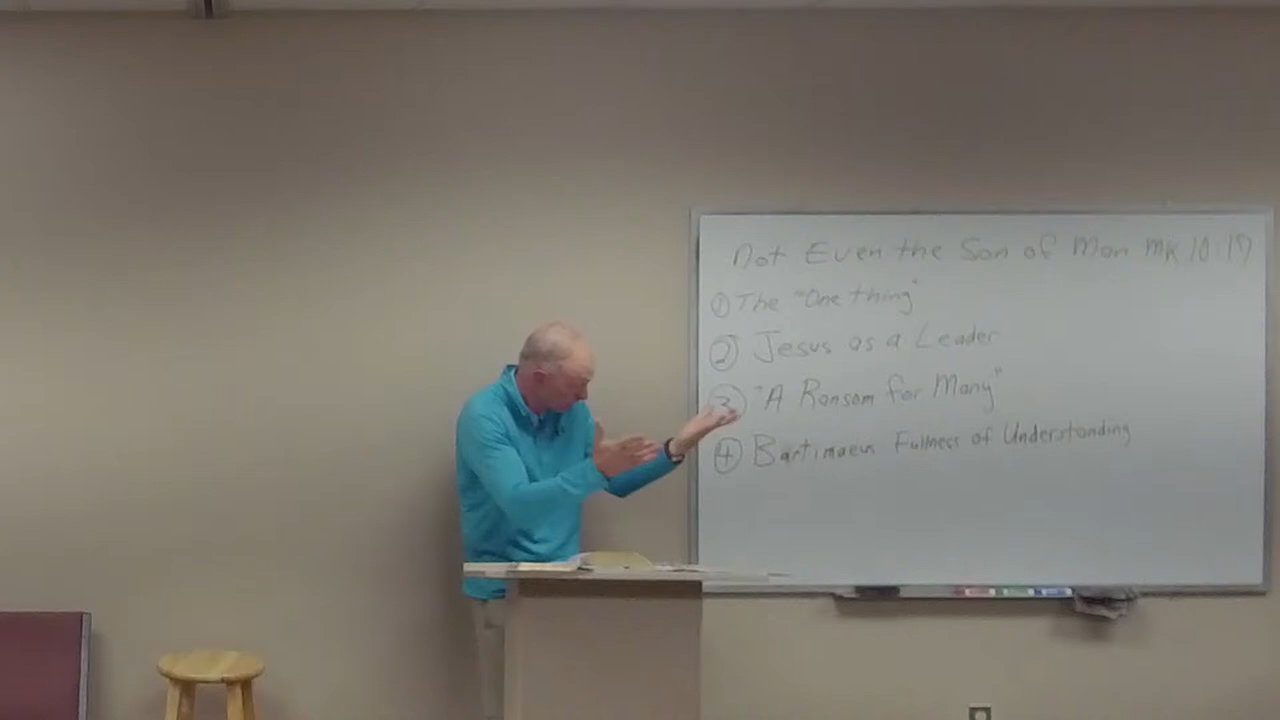 Not Even the Son of Man MK 10:17
① The "One thing"
② Jesus as a Leader
③ "A Ransom for Many"
④ Bartimaeus Fullness of Understanding